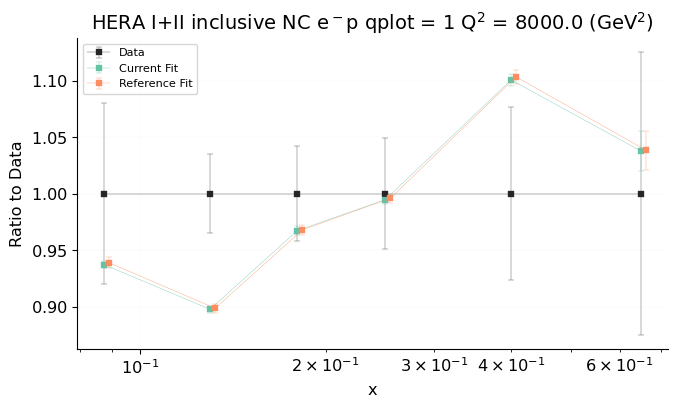 HERA I+II inclusive NC e⁻p qplot = 1 Q² = 8000.0 (GeV²)
Data
Current Fit
Reference Fit
Ratio to Data
1.10
1.05
1.00
0.95
0.90
10⁻¹
2 × 10⁻¹
3 × 10⁻¹
4 × 10⁻¹
6 × 10⁻¹
x